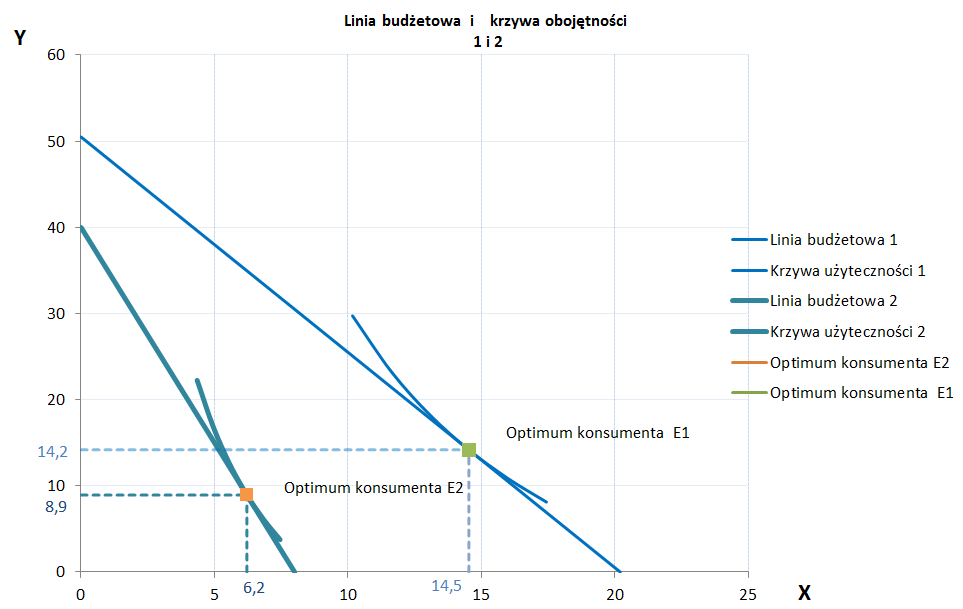 Linia budżetowa i krzywa obojętności
1 i 2
Y
60
50
40
30
20
14,2
10
8,9
0
0
5
6,2
10
14,5
15
20
25
X
Optimum konsumenta E1
Optimum konsumenta E2
Linia budżetowa 1
Krzywa użyteczności 1
Linia budżetowa 2
Krzywa użyteczności 2
Optimum konsumenta E2
Optimum konsumenta E1